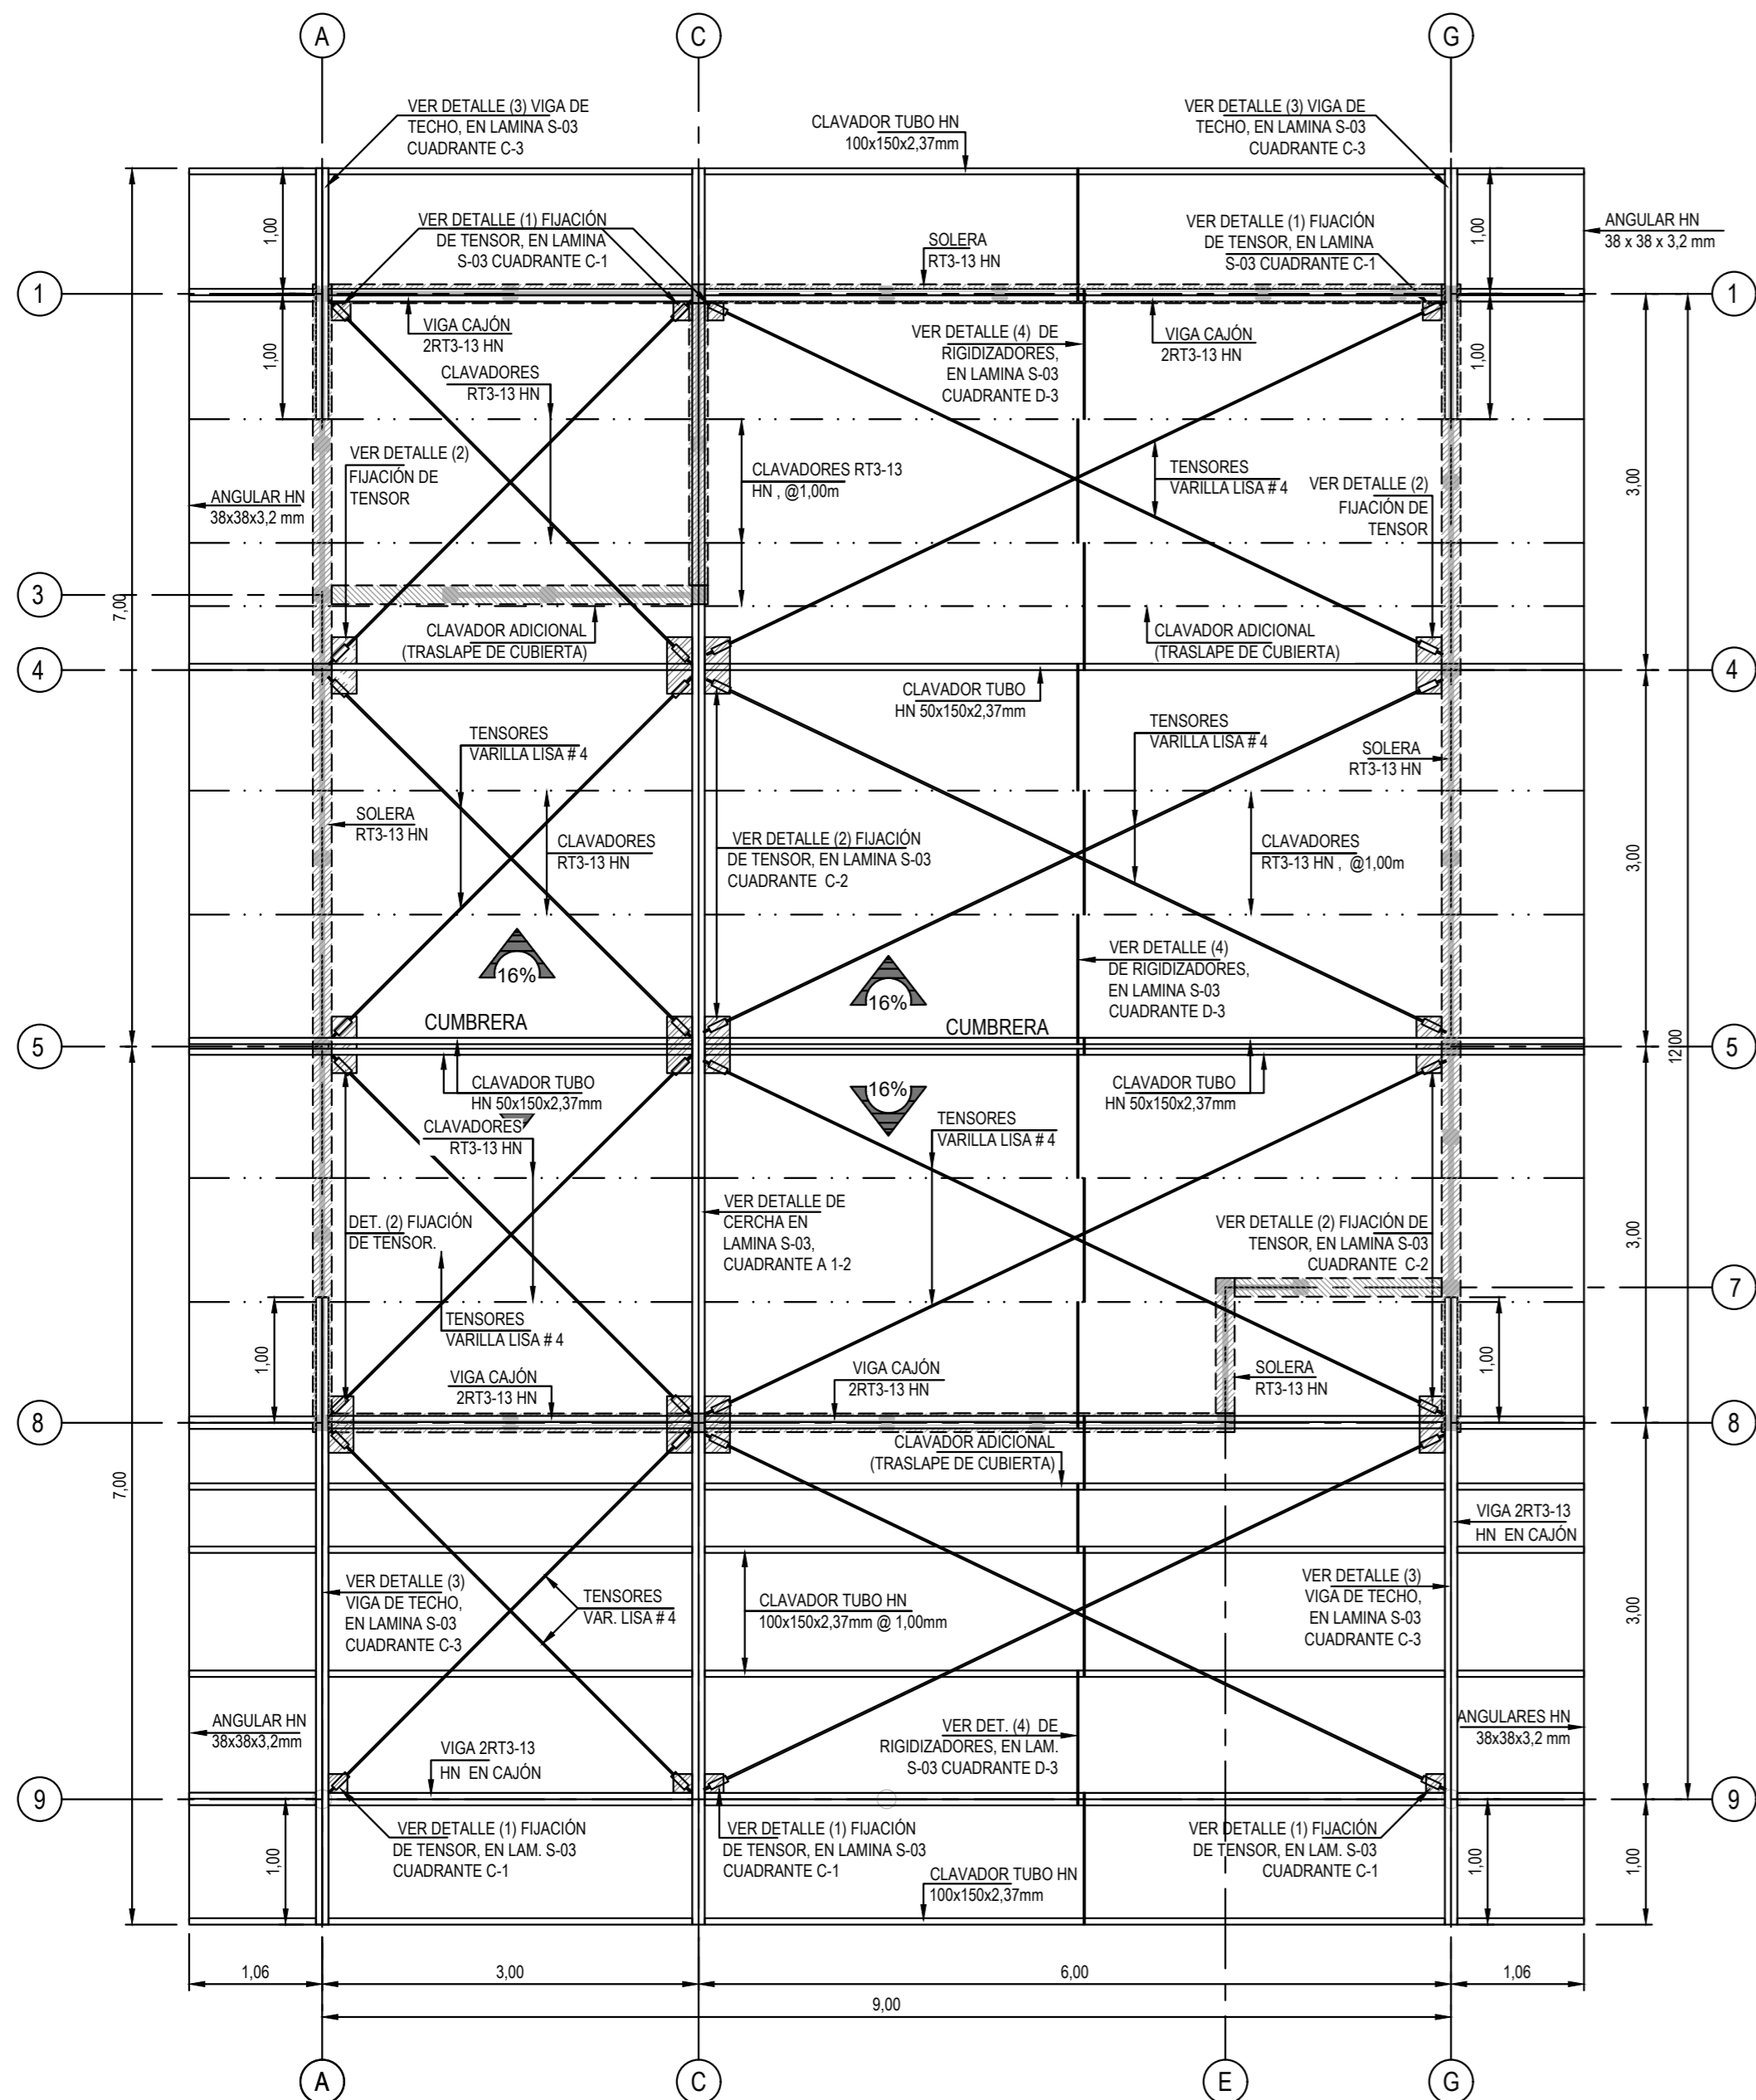 A
C
G
VER DETALLE (3) VIGA DE
TECHO, EN LAMINA S-03
CUADRANTE C-3
CLAVADOR TUBO HN
100x150x2,37mm
VER DETALLE (3) VIGA DE
TECHO, EN LAMINA S-03
CUADRANTE C-3
1,00
VER DETALLE (1) FIJACIÓN
DE TENSOR, EN LAMINA
S-03 CUADRANTE C-1
SOLERA
RT3-13 HN
VER DETALLE (1) FIJACIÓN
DE TENSOR, EN LAMINA
S-03 CUADRANTE C-1
1,00
ANGULAR HN
38 x 38 x 3,2 mm
1
1
1,00
VIGA CAJÓN
2RT3-13 HN
VER DETALLE (4) DE
RIGIDIZADORES,
EN LAMINA S-03
CUADRANTE D-3
VIGA CAJÓN
2RT3-13 HN
1,00
CLAVADORES
RT3-13 HN
VER DETALLE (2)
FIJACIÓN DE
TENSOR
CLAVADORES RT3-13
HN , @1,00m
TENSORES
VARILLA LISA # 4
VER DETALLE (2)
FIJACIÓN DE
TENSOR
3,00
ANGULAR HN
38x38x3,2 mm
3
7,00
CLAVADOR ADICIONAL
(TRASLAPE DE CUBIERTA)
CLAVADOR ADICIONAL
(TRASLAPE DE CUBIERTA)
4
4
CLAVADOR TUBO
HN 50x150x2,37mm
TENSORES
VARILLA LISA # 4
TENSORES
VARILLA LISA # 4
SOLERA
RT3-13 HN
SOLERA
RT3-13 HN
CLAVADORES
RT3-13 HN
VER DETALLE (2) FIJACIÓN
DE TENSOR, EN LAMINA S-03
CUADRANTE C-2
CLAVADORES
RT3-13 HN , @1,00m
3,00
16%
16%
VER DETALLE (4)
DE RIGIDIZADORES,
EN LAMINA S-03
CUADRANTE D-3
CUMBRERA
CUMBRERA
5
5
12,00
CLAVADOR TUBO
HN 50x150x2,37mm
16%
CLAVADOR TUBO
HN 50x150x2,37mm
CLAVADORES
RT3-13 HN
TENSORES
VARILLA LISA # 4
DET. (2) FIJACIÓN
DE TENSOR.
VER DETALLE DE
CERCHA EN
LAMINA S-03,
CUADRANTE A 1-2
VER DETALLE (2) FIJACIÓN DE
TENSOR, EN LAMINA S-03
CUADRANTE C-2
3,00
7
TENSORES
VARILLA LISA # 4
1,00
1,00
VIGA CAJÓN
2RT3-13 HN
VIGA CAJÓN
2RT3-13 HN
SOLERA
RT3-13 HN
8
8
7,00
CLAVADOR ADICIONAL
(TRASLAPE DE CUBIERTA)
VIGA 2RT3-13
HN EN CAJÓN
VER DETALLE (3)
VIGA DE TECHO,
EN LAMINA S-03
CUADRANTE C-3
TENSORES
VAR. LISA # 4
CLAVADOR TUBO HN
100x150x2,37mm @ 1,00mm
VER DETALLE (3)
VIGA DE TECHO,
EN LAMINA S-03
CUADRANTE C-3
3,00
ANGULAR HN
38x38x3,2mm
VIGA 2RT3-13
HN EN CAJÓN
VER DET. (4) DE
RIGIDIZADORES, EN LAM.
S-03 CUADRANTE D-3
ANGULARES HN
38x38x3,2 mm
9
9
1,00
VER DETALLE (1) FIJACIÓN
DE TENSOR, EN LAM. S-03
CUADRANTE C-1
VER DETALLE (1) FIJACIÓN
DE TENSOR, EN LAMINA S-03
CUADRANTE C-1
VER DETALLE (1) FIJACIÓN
DE TENSOR, EN LAM. S-03
CUADRANTE C-1
1,00
1,00
CLAVADOR TUBO HN
100x150x2,37mm
1,06
3,00
6,00
1,06
9,00
A
C
E
G